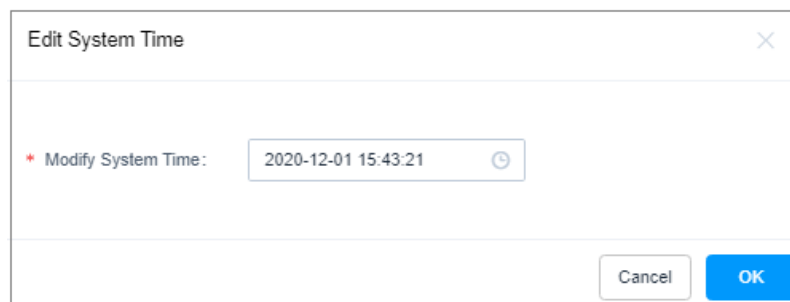 Edit System Time
* Modify System Time:
2020-12-01 15:43:21
Cancel
OK